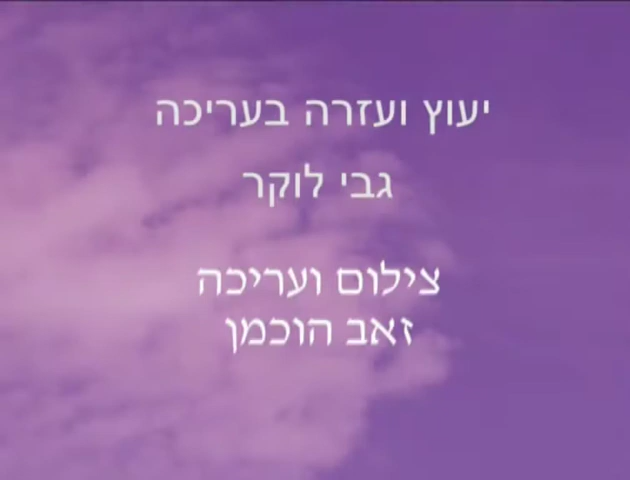 יעוץ ועזרה בעריכה
גבי לוקר
צילום ועריכה
זאב הוכמן